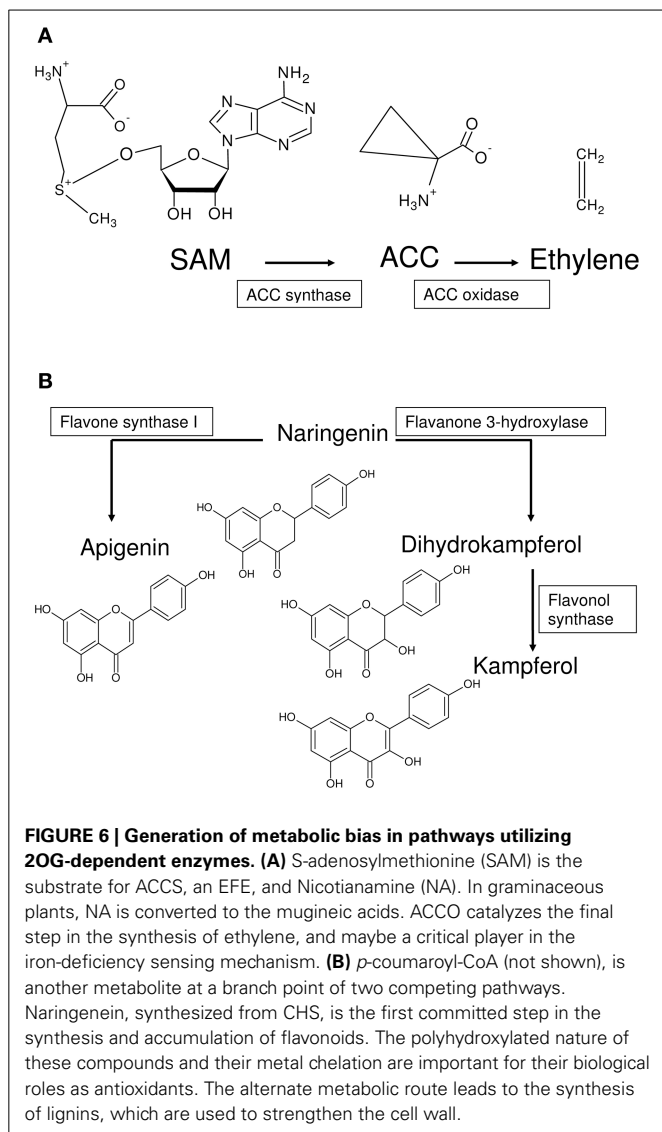 A
H₃N⁺
O
O⁻
S⁺
CH₃
O
O
OH OH
N
N
N
N
NH₂
O
O⁻
H₃N⁺
CH₂
CH₂
SAM ACC Ethylene
ACC synthase ACC oxidase
B
Flavone synthase I Naringenin Flavanone 3-hydroxylase
HO
O
OH
OH
O
Apigenin Dihydrokampferol
HO
O
OH
OH
O
HO
O
OH
OH
OH
O
Flavonol
synthase
Kampferol
HO
O
OH
OH
OH
O
FIGURE 6 | Generation of metabolic bias in pathways utilizing
2OG-dependent enzymes. (A) S-adenosylmethionine (SAM) is the
substrate for ACCS, an EFE, and Nicotianamine (NA). In graminaceous
plants, NA is converted to the mugineic acids. ACCO catalyzes the final
step in the synthesis of ethylene, and maybe a critical player in the
iron-deficiency sensing mechanism. (B) p-coumaroyl-CoA (not shown), is
another metabolite at a branch point of two competing pathways.
Naringenein, synthesized from CHS, is the first committed step in the
synthesis and accumulation of flavonoids. The polyhydroxylated nature of
these compounds and their metal chelation are important for their biological
roles as antioxidants. The alternate metabolic route leads to the synthesis
of lignins, which are used to strengthen the cell wall.